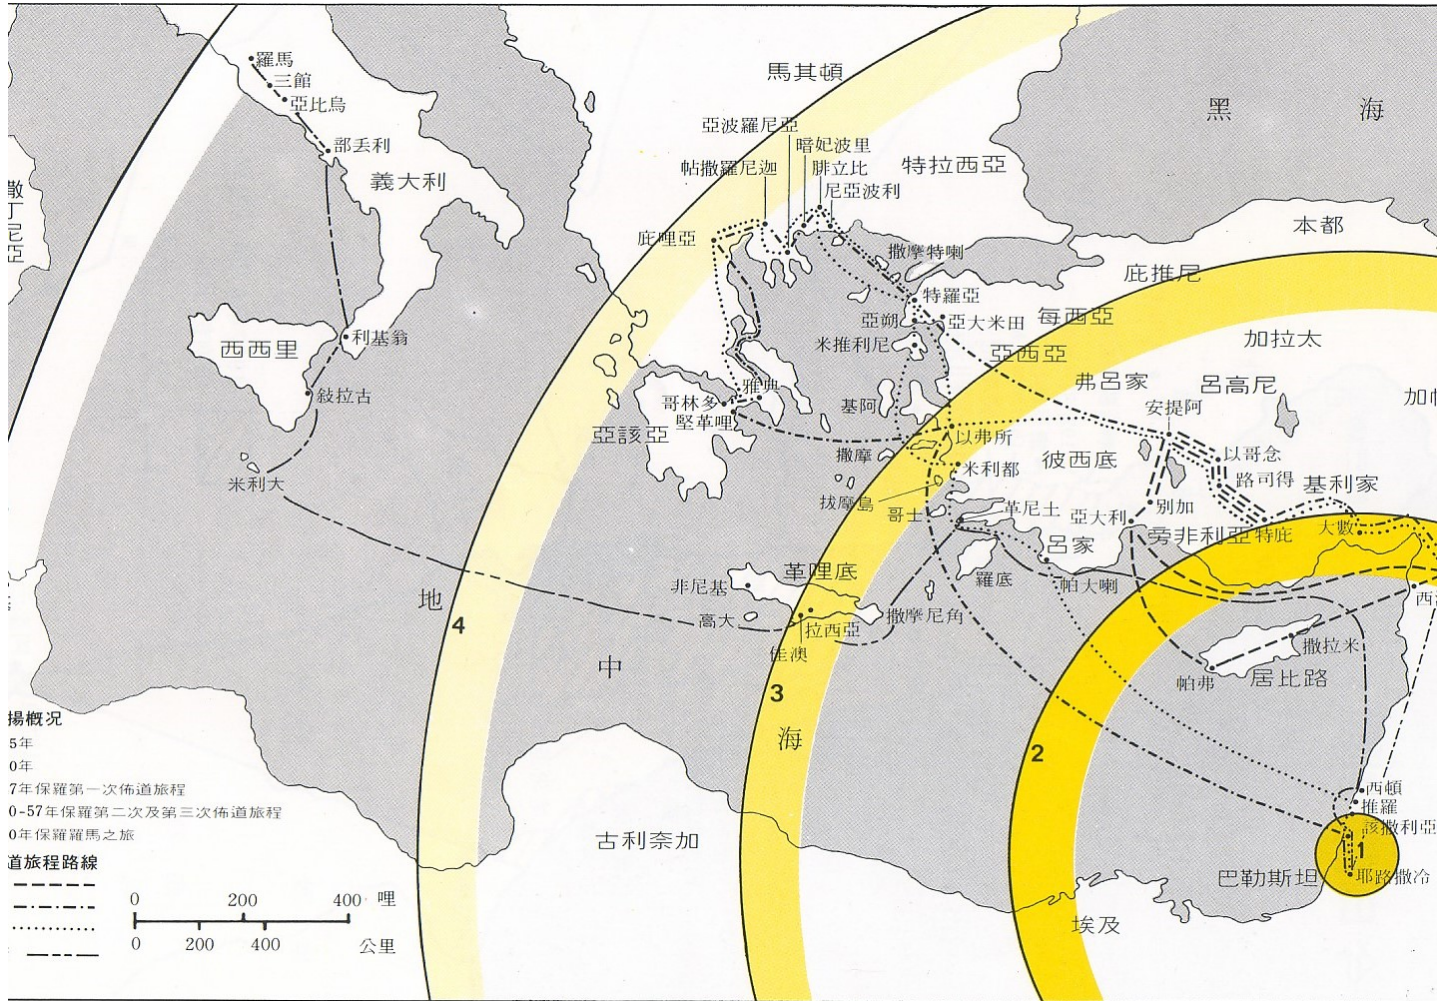 羅馬
三館
亞比烏
部丟利
義大利
撒丁尼亞
西西里
利基翁
敍拉古
米利大
馬其頓
亞波羅尼亞
暗妃波里
帖撒羅尼迦
腓立比
尼亞波利
特拉西亞
黑海
本都
庇哩亞
撒摩特喇
庇推尼
特羅亞
亞朔
亞大米田
每西亞
米推利尼
亞西亞
加拉太
弗呂家
呂高尼
基阿
雅典
哥林多
堅革哩
亞該亞
安提阿
以弗所
撒摩
彼西底
以哥念
路司得
米利都
拔摩島
哥士
革尼土
亞大利
別加
基利家
旁非利亞
特庇
大數
呂家
羅底
帕大喇
非尼基
革哩底
高大
拉西亞
佳澳
撒摩尼角
撒拉米
帕弗
居比路
地
中
海
4
3
2
1
西頓
推羅
該撒利亞
耶路撒冷
巴勒斯坦
埃及
古利奈加
揚概況
5年
0年
7年保羅第一次佈道旅程
0-57年保羅第二次及第三次佈道旅程
0年保羅羅馬之旅
道旅程路線
0 200 400 哩
0 200 400 公里